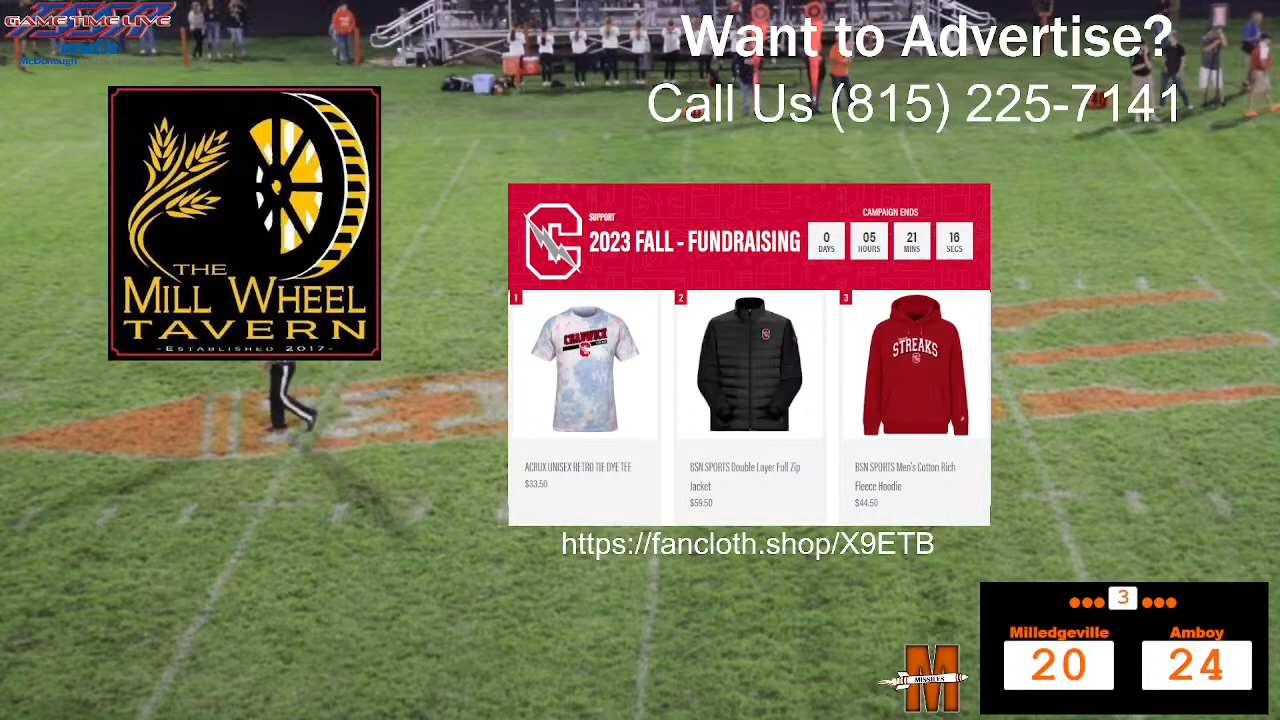 GAME TIME LIVE
McDonough
Want to Advertise?
Call Us (815) 225-7141
THE
MILL WHEEL
TAVERN
-ESTABLISHED 2017-
SUPPORT
2023 FALL - FUNDRAISING
CAMPAIGN ENDS
0 05 21 16
DAYS HOURS MINS SECS
1 2 3
STREAKS
ACRUX UNISEX RETRO TIE DYE TEE
$33.50
BSN SPORTS Double Layer Full Zip
Jacket
$59.50
BSN SPORTS Men's Cotton Rich
Fleece Hoodie
$44.50
https://fancloth.shop/X9ETB
MISSILES
3
Milledgeville Amboy
20 24